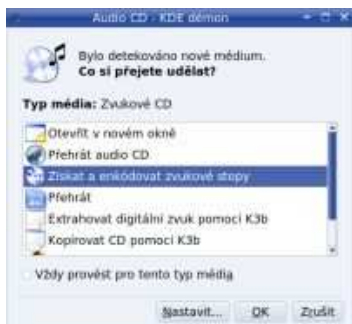 Audio CD - KDE démon
Bylo detekováno nové médium.
Co si přejete udělat?
Typ média: Zvukové CD
Otevřít v novém okně
Přehrát audio CD
Získat a enkódovat zvukové stopy
Přehrát
Extrahovat digitální zvuk pomocí K3b
Kopírovat CD pomocí K3b
Vždy provést pro tento typ média
Nastavit... OK Zrušit